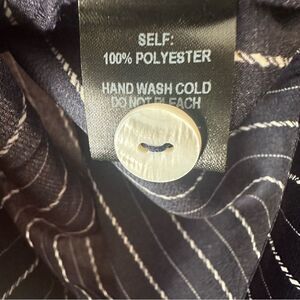 SELF:
100% POLYESTER
HAND WASH COLD
DO NOT BLEACH